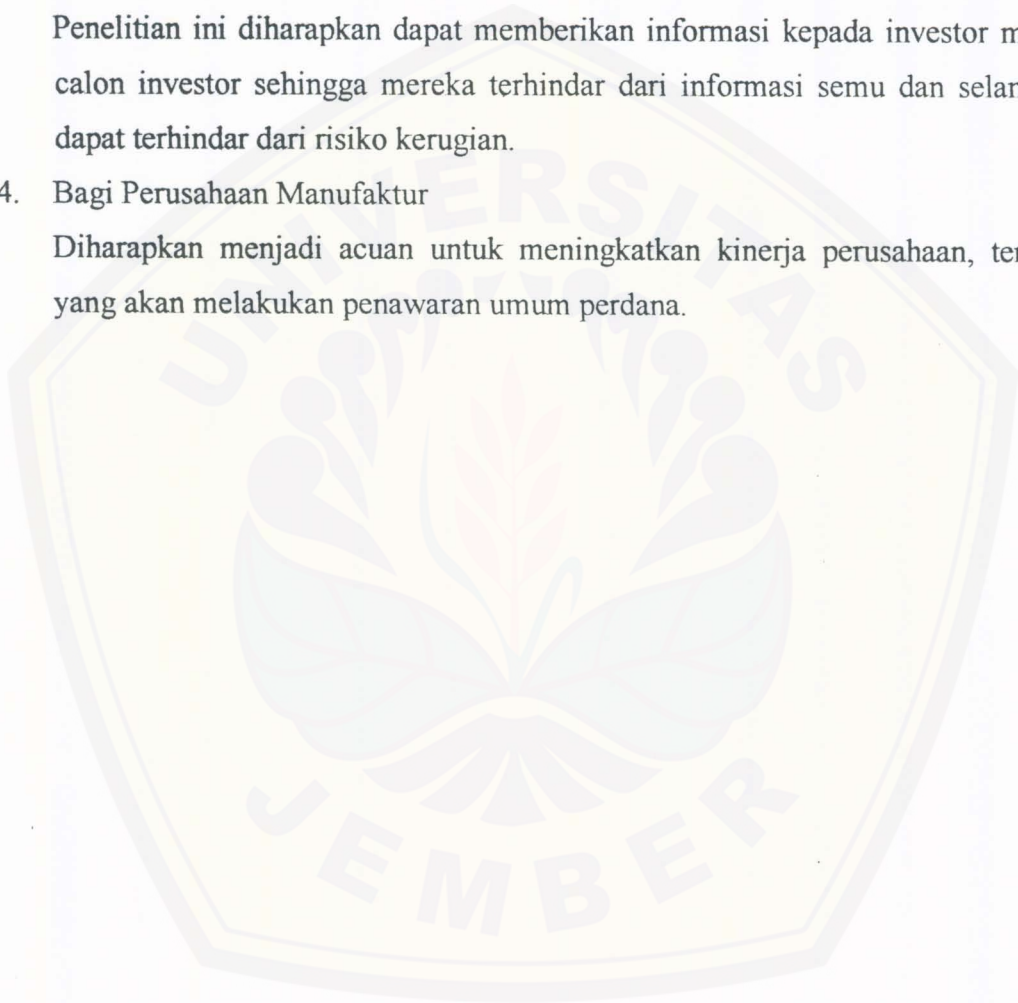 Penelitian ini diharapkan dapat memberikan informasi kepada investor
calon investor sehingga mereka terhindar dari informasi semu dan
dapat terhindar dari risiko kerugian.
4. Bagi Perusahaan Manufaktur
Diharapkan menjadi acuan untuk meningkatkan kinerja perusahaan,
yang akan melakukan penawaran umum perdana.
UNIVERSITAS
JEMBER